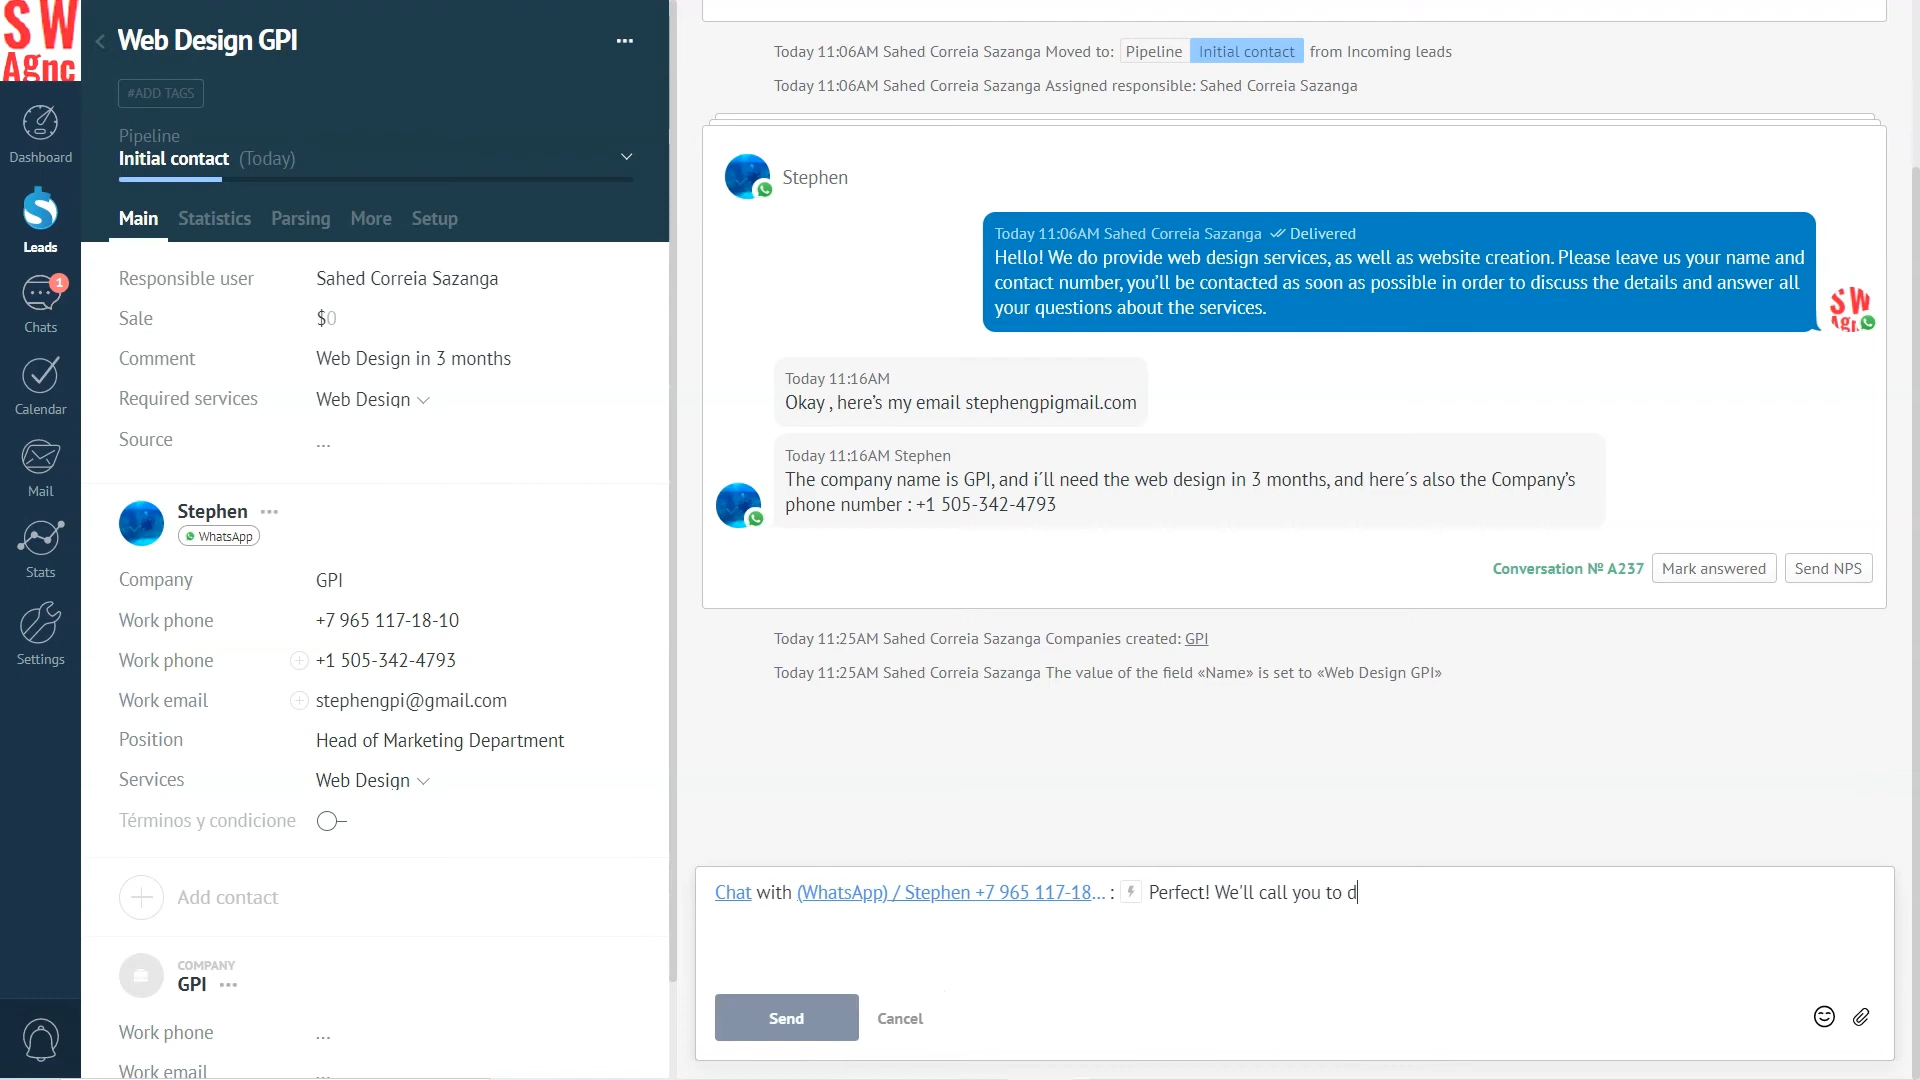 SW
Agnc
Dashboard
Leads
1
Chats
Calendar
Mail
Stats
Settings
Web Design GPI
#ADD TAGS
Pipeline
Initial contact (Today)
Main Statistics Parsing More Setup
Responsible user Sahed Correia Sazanga
Sale $0
Comment Web Design in 3 months
Required services Web Design
Source ...
Stephen
WhatsApp
Company GPI
Work phone +7 965 117-18-10
Work phone +1 505-342-4793
Work email stephengpi@gmail.com
Position Head of Marketing Department
Services Web Design
Términos y condicione
Add contact
COMPANY
GPI
Work phone ...
Work email ...
Today 11:06AM Sahed Correia Sazanga Moved to: Pipeline Initial contact from Incoming leads
Today 11:06AM Sahed Correia Sazanga Assigned responsible: Sahed Correia Sazanga
Stephen
Today 11:06AM Sahed Correia Sazanga Delivered
Hello! We do provide web design services, as well as website creation. Please leave us your name and
contact number, you’ll be contacted as soon as possible in order to discuss the details and answer all
your questions about the services.
SW
Today 11:16AM
Okay , here’s my email stephengpigmail.com
Today 11:16AM Stephen
The company name is GPI, and i´ll need the web design in 3 months, and here´s also the Company’s
phone number : +1 505-342-4793
Conversation № A237 Mark answered Send NPS
Today 11:25AM Sahed Correia Sazanga Companies created: GPI
Today 11:25AM Sahed Correia Sazanga The value of the field «Name» is set to «Web Design GPI»
Chat with (WhatsApp) / Stephen +7 965 117-18... : Perfect! We'll call you to d
Send Cancel